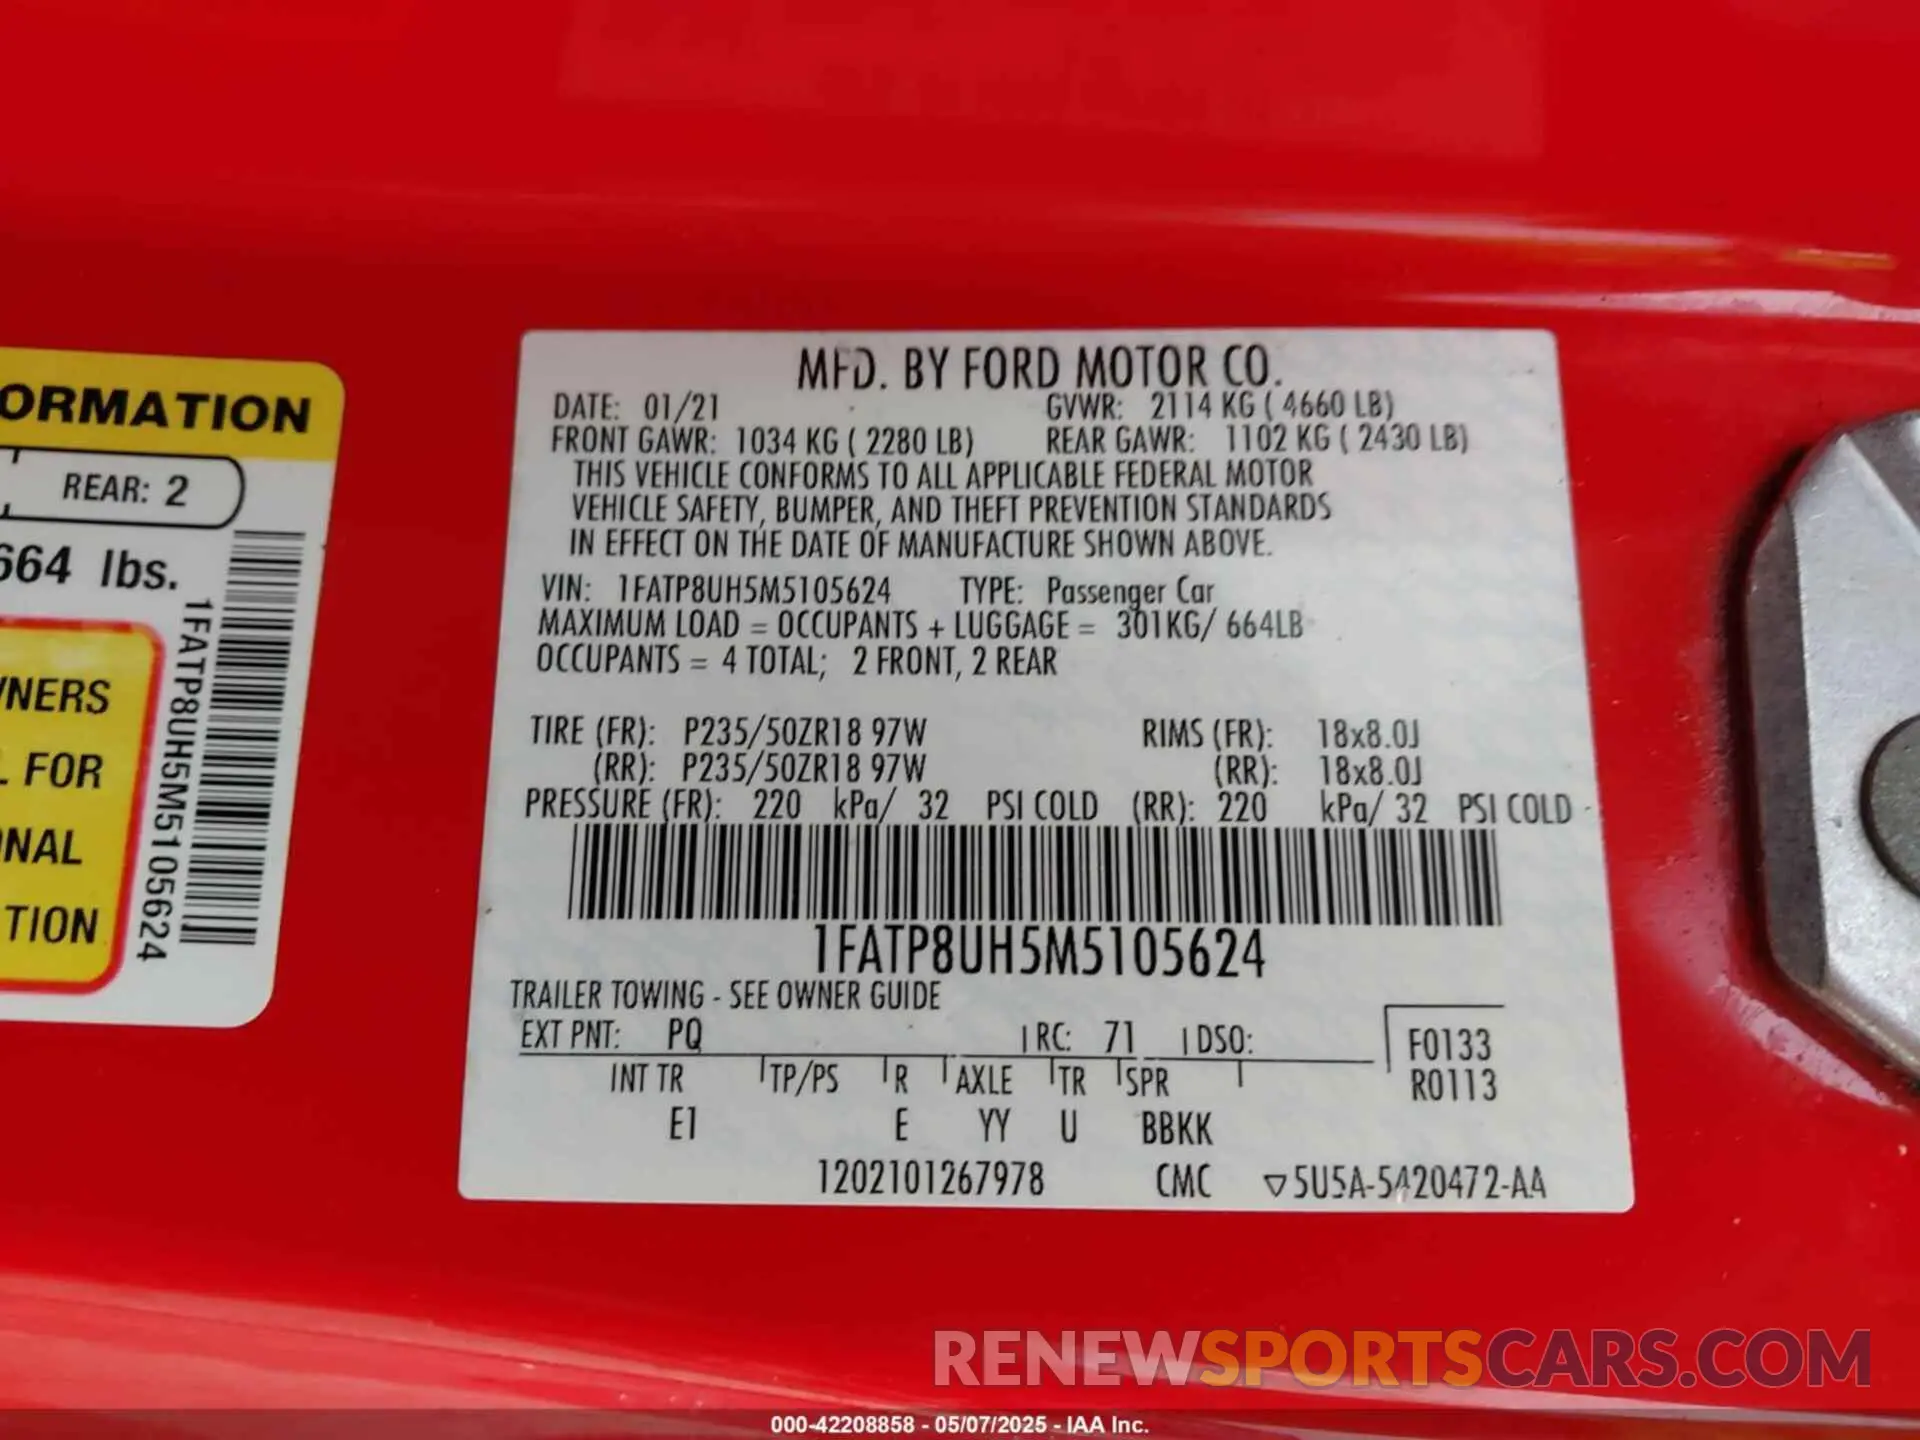 ORMATION
REAR: 2
664 lbs.
1FATP8UH5M5105624
NERS
FOR
NAL
TION
MFD. BY FORD MOTOR CO.
DATE: 01/21 GVWR: 2114 KG ( 4660 LB)
FRONT GAWR: 1034 KG ( 2280 LB) REAR GAWR: 1102 KG ( 2430 LB)
THIS VEHICLE CONFORMS TO ALL APPLICABLE FEDERAL MOTOR
VEHICLE SAFETY, BUMPER, AND THEFT PREVENTION STANDARDS
IN EFFECT ON THE DATE OF MANUFACTURE SHOWN ABOVE.
VIN: 1FATP8UH5M5105624 TYPE: Passenger Car
MAXIMUM LOAD = OCCUPANTS + LUGGAGE = 301KG/ 664LB
OCCUPANTS = 4 TOTAL; 2 FRONT, 2 REAR
TIRE (FR): P235/50ZR18 97W RIMS (FR): 18x8.0J
(RR): P235/50ZR18 97W (RR): 18x8.0J
PRESSURE (FR): 220 kPa/ 32 PSI COLD (RR): 220 kPa/ 32 PSI COLD
1FATP8UH5M5105624
TRAILER TOWING - SEE OWNER GUIDE
EXT PNT: PQ RC: 71 DSO: F0133
INT TR TP/PS R AXLE TR SPR R0113
E1 E YY U BBKK
1202101267978 CMC ▽5U5A-5420472-AA
RENEWSPORTSCARS.COM
000-42208858 - 05/07/2025 - IAA Inc.